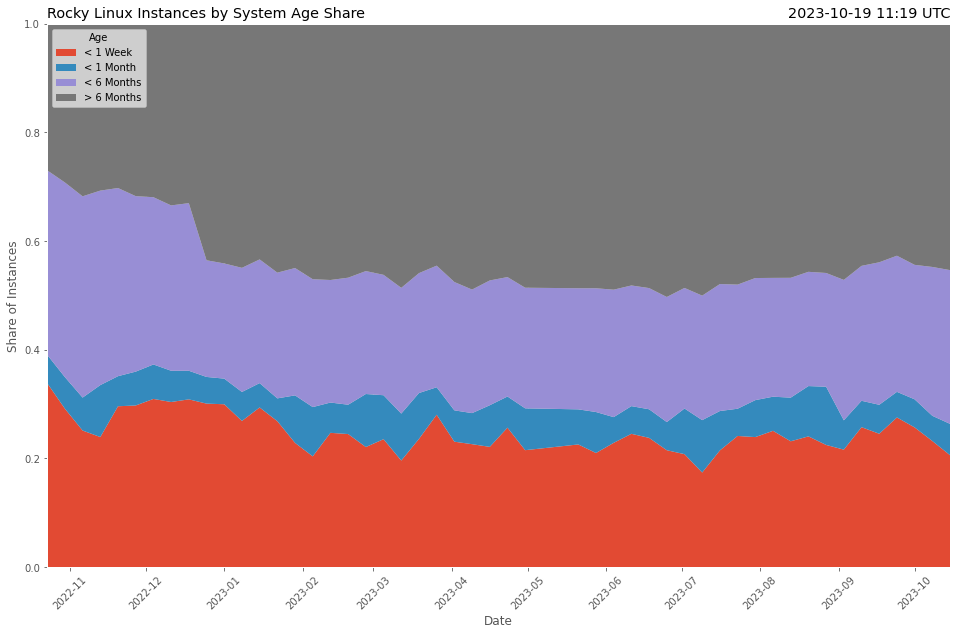 Rocky Linux Instances by System Age Share
2023-10-19 11:19 UTC
Age
< 1 Week
< 1 Month
< 6 Months
> 6 Months
1.0
0.8
0.6
0.4
0.2
0.0
Share of Instances
2022-11
2022-12
2023-01
2023-02
2023-03
2023-04
2023-05
2023-06
2023-07
2023-08
2023-09
2023-10
Date